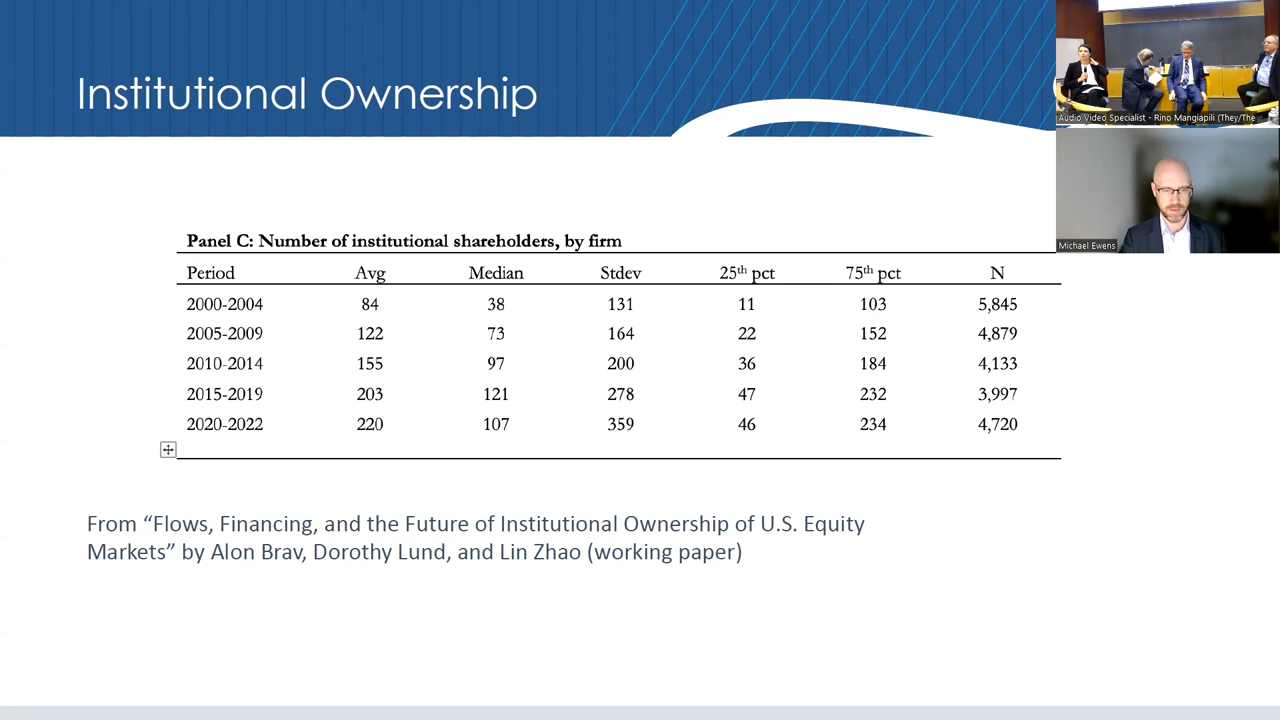 Institutional Ownership
Audio Video Specialist - Rino Mangiapili (They/The
Michael Ewens
Panel C: Number of institutional shareholders, by firm
Period Avg Median Stdev 25th pct 75th pct N
2000-2004 84 38 131 11 103 5,845
2005-2009 122 73 164 22 152 4,879
2010-2014 155 97 200 36 184 4,133
2015-2019 203 121 278 47 232 3,997
2020-2022 220 107 359 46 234 4,720
From “Flows, Financing, and the Future of Institutional Ownership of U.S. Equity
Markets” by Alon Brav, Dorothy Lund, and Lin Zhao (working paper)